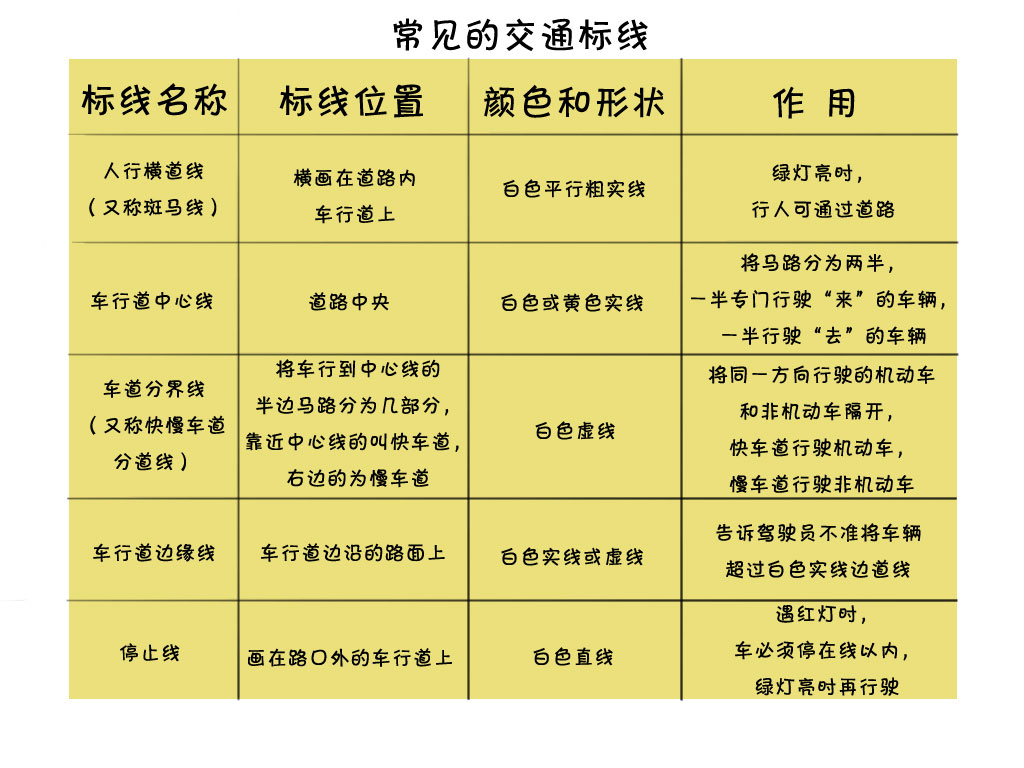 常见的交通标线
标线名称
标线位置
颜色和形状
作 用
人行横道线
（又称斑马线）
横画在道路内
车行道上
白色平行粗实线
绿灯亮时，
行人可通过道路
车行道中心线
道路中央
白色或黄色实线
将马路分为两半，
一半专门行驶“来”的车辆，
一半行驶“去”的车辆
车道分界线
（又称快慢车道
分道线）
将车行到中心线的
半边马路分为几部分，
靠近中心线的叫快车道，
右边的为慢车道
白色虚线
将同一方向行驶的机动车
和非机动车隔开，
快车道行驶机动车，
慢车道行驶非机动车
车行道边缘线
车行道边沿的路面上
白色实线或虚线
告诉驾驶员不准将车辆
超过白色实线边道线
停止线
画在路口外的车行道上
白色直线
遇红灯时，
车必须停在线以内，
绿灯亮时再行驶